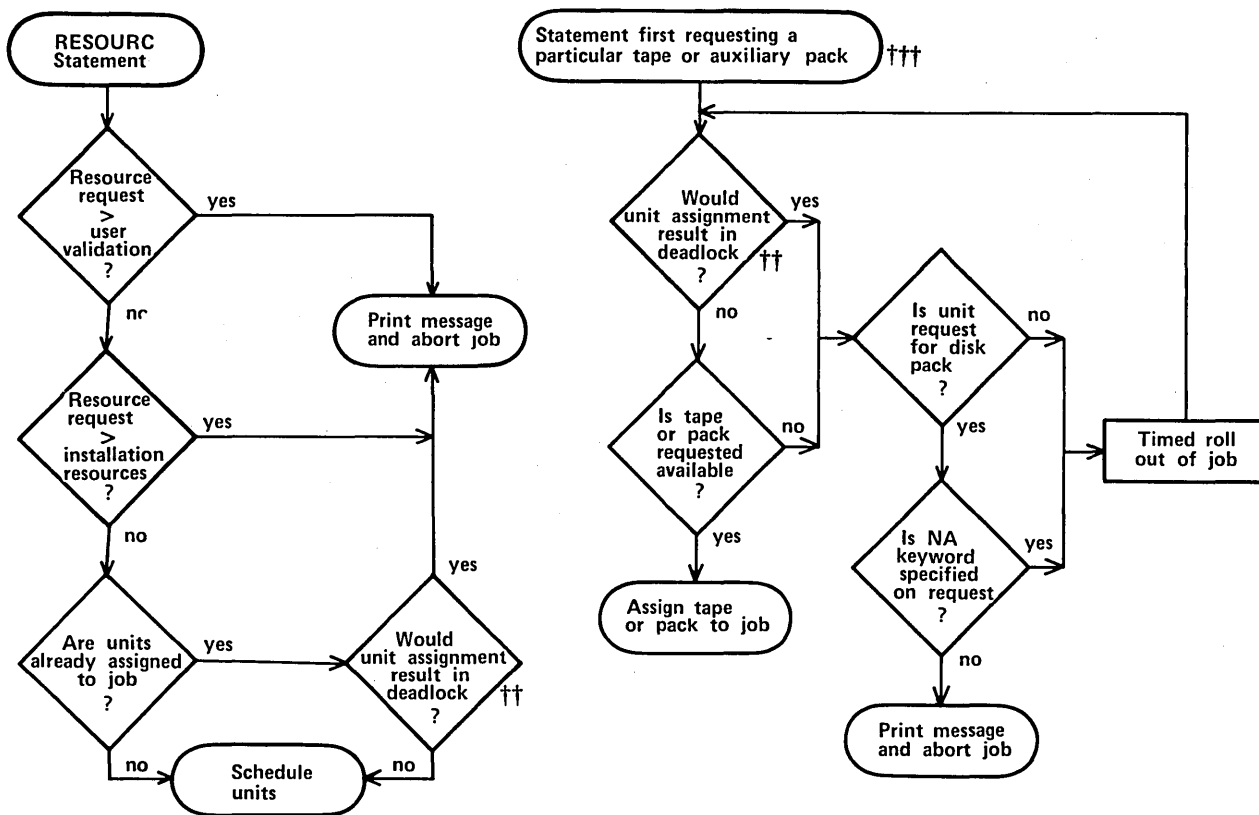 RESOURC
Statement
Resource
request
>
user
validation
?
yes
no
Print message
and abort job
Resource
request
>
installation
resources
?
yes
no
Are units
already assigned
to job
?
yes
no
Would
unit assignment
result in
deadlock
?
††
yes
no
Schedule
units
Statement first requesting a
particular tape or auxiliary pack
†††
Would
unit assignment
result in
deadlock
?
††
yes
no
Is tape
or pack
requested
available
?
no
yes
Assign tape
or pack to job
Is unit
request
for disk
pack
?
no
yes
Timed roll
out of job
Is NA
keyword
specified
on request
?
yes
no
Print message
and abort job